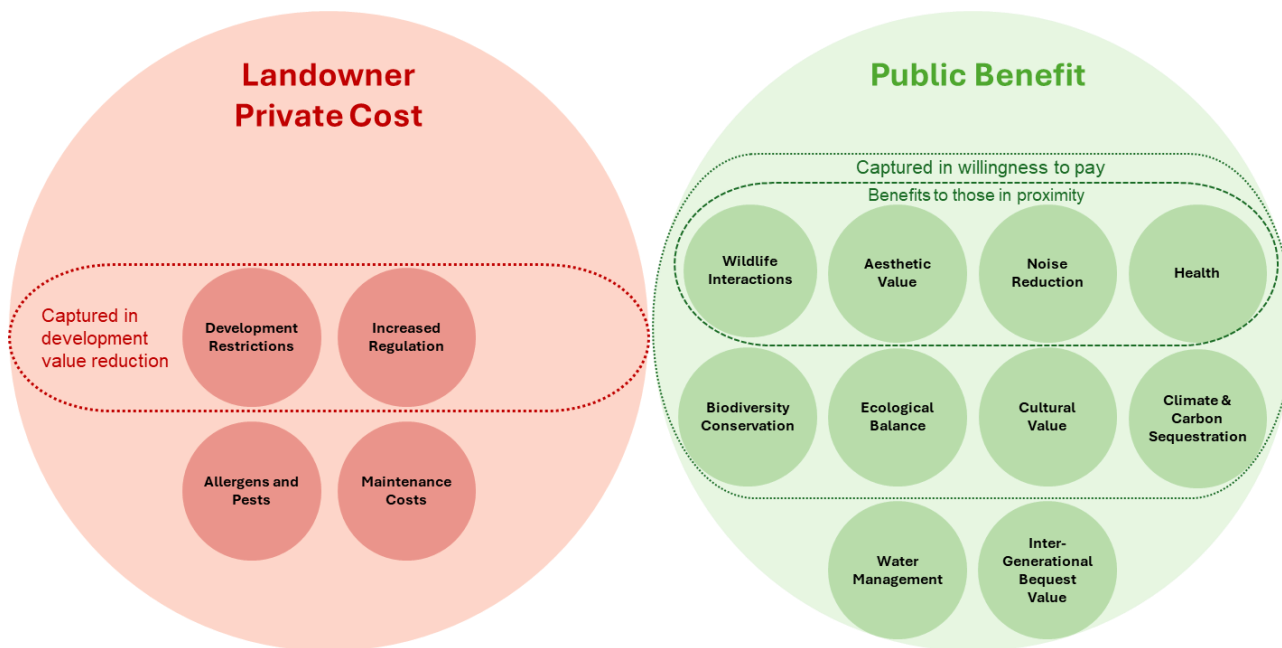 Landowner
Private Cost
Captured in
development
value reduction
Development
Restrictions
Increased
Regulation
Allergens and
Pests
Maintenance
Costs
Public Benefit
Captured in willingness to pay
Benefits to those in proximity
Wildlife
Interactions
Aesthetic
Value
Noise
Reduction
Health
Biodiversity
Conservation
Ecological
Balance
Cultural
Value
Climate &
Carbon
Sequestration
Water
Management
Inter-
Generational
Bequest
Value